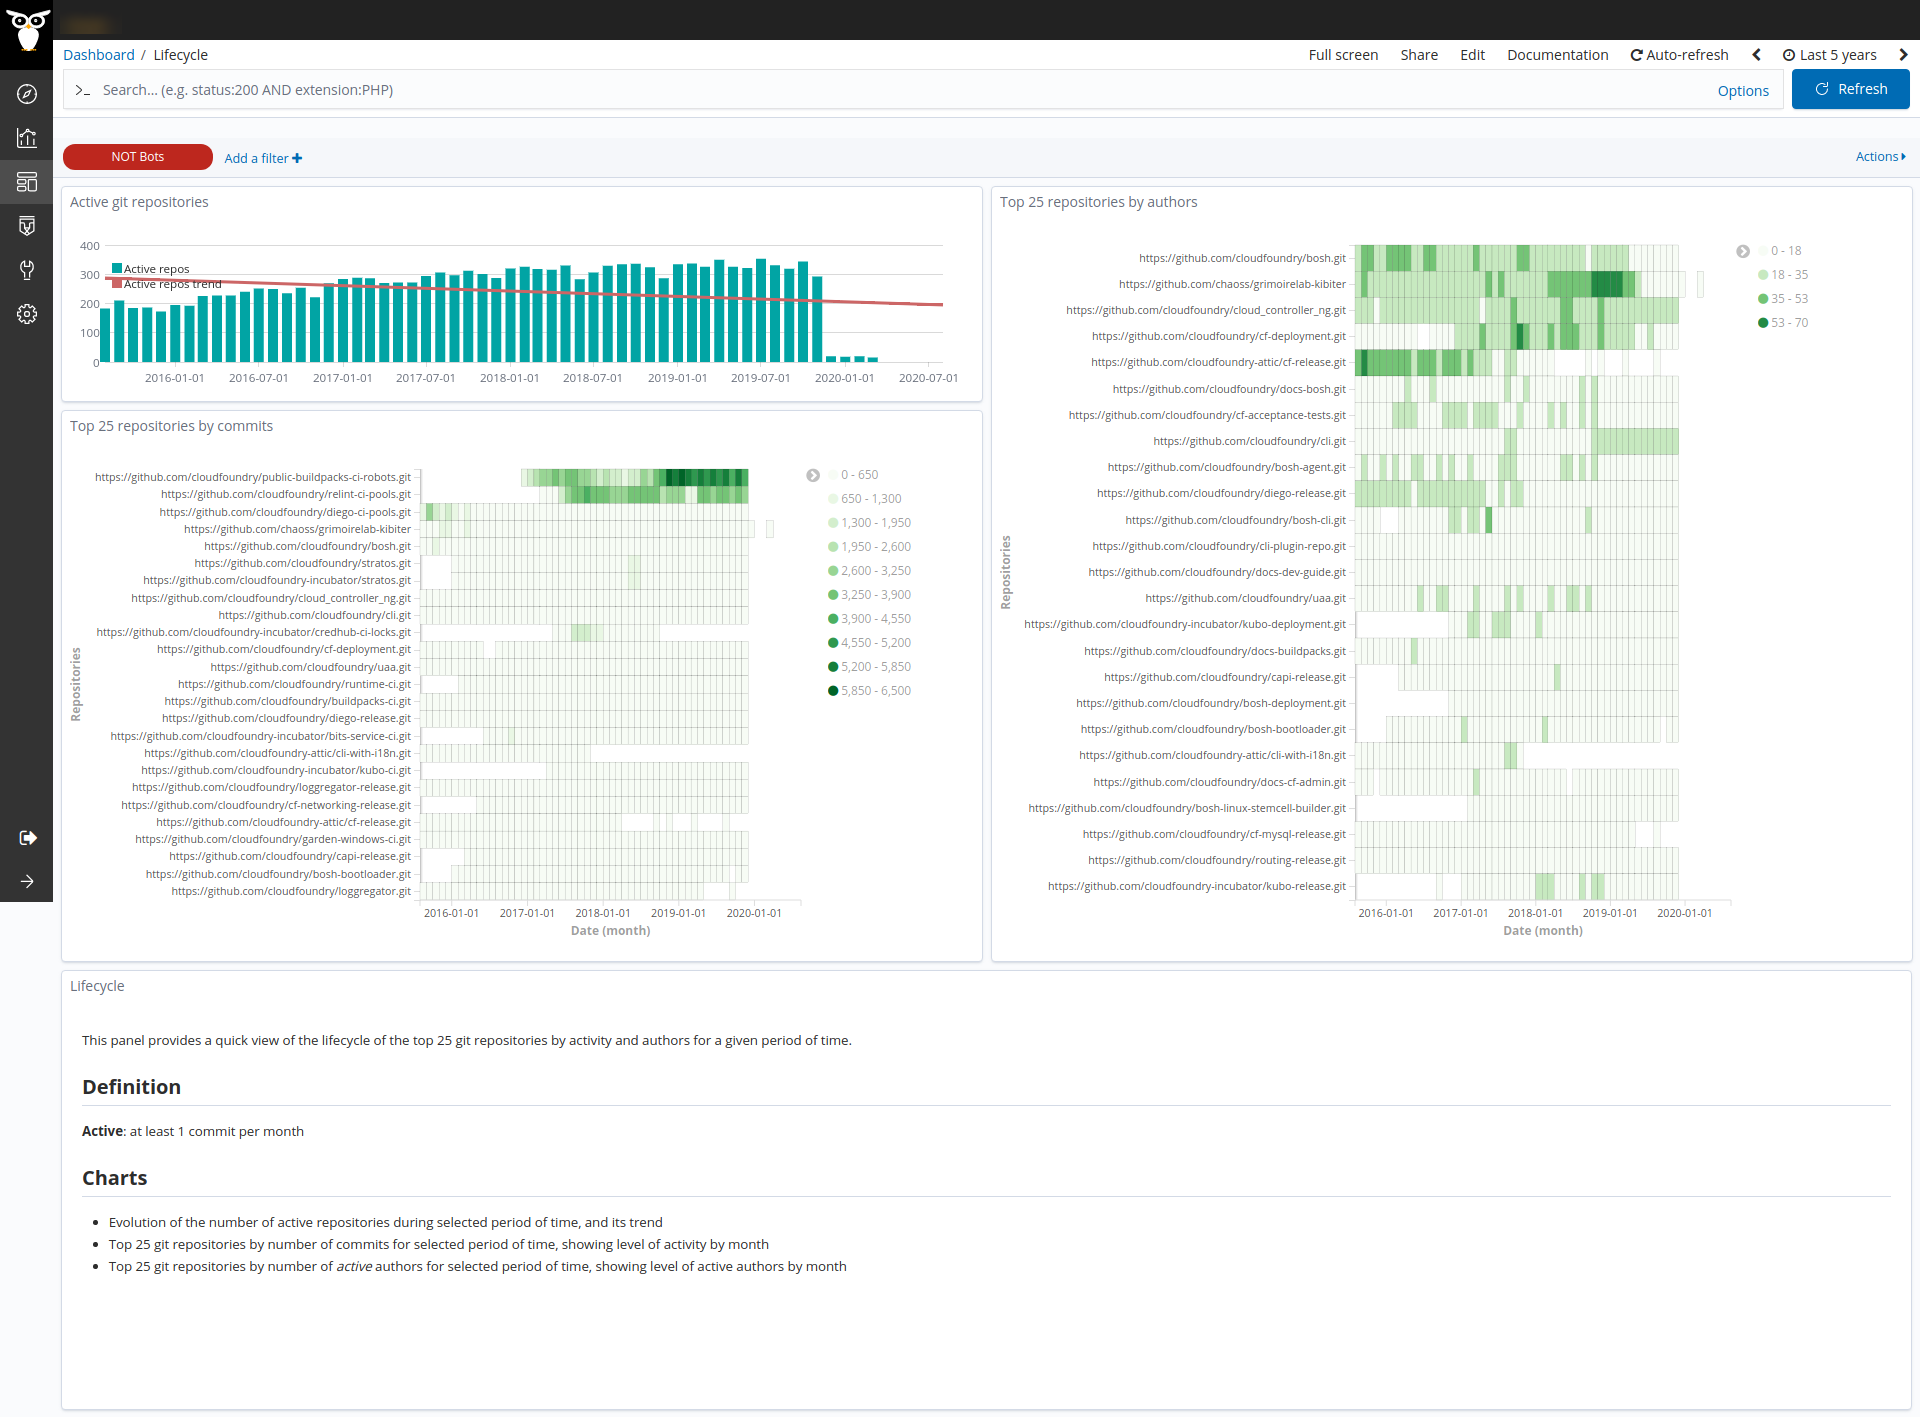 Dashboard / Lifecycle
Full screen Share Edit Documentation Auto-refresh Last 5 years
>_ Search... (e.g. status:200 AND extension:PHP)
Options
Refresh
NOT Bots
Add a filter
Actions
Active git repositories
400
300
200
100
0
Active repos
Active repos trend
2016-01-01 2016-07-01 2017-01-01 2017-07-01 2018-01-01 2018-07-01 2019-01-01 2019-07-01 2020-01-01 2020-07-01
Top 25 repositories by commits
Repositories
https://github.com/cloudfoundry/public-buildpacks-ci-robots.git
https://github.com/cloudfoundry/relint-ci-pools.git
https://github.com/cloudfoundry/diego-ci-pools.git
https://github.com/chaoss/grimoirelab-kibiter
https://github.com/cloudfoundry/bosh.git
https://github.com/cloudfoundry/stratos.git
https://github.com/cloudfoundry-incubator/stratos.git
https://github.com/cloudfoundry/cloud_controller_ng.git
https://github.com/cloudfoundry/cli.git
https://github.com/cloudfoundry-incubator/credhub-ci-locks.git
https://github.com/cloudfoundry/cf-deployment.git
https://github.com/cloudfoundry/uaa.git
https://github.com/cloudfoundry/runtime-ci.git
https://github.com/cloudfoundry/buildpacks-ci.git
https://github.com/cloudfoundry/diego-release.git
https://github.com/cloudfoundry-incubator/bits-service-ci.git
https://github.com/cloudfoundry-attic/cli-with-i18n.git
https://github.com/cloudfoundry-incubator/kubo-ci.git
https://github.com/cloudfoundry/loggregator-release.git
https://github.com/cloudfoundry/cf-networking-release.git
https://github.com/cloudfoundry-attic/cf-release.git
https://github.com/cloudfoundry/garden-windows-ci.git
https://github.com/cloudfoundry/capi-release.git
https://github.com/cloudfoundry/bosh-bootloader.git
https://github.com/cloudfoundry/loggregator.git
2016-01-01 2017-01-01 2018-01-01 2019-01-01 2020-01-01
Date (month)
0 - 650
650 - 1,300
1,300 - 1,950
1,950 - 2,600
2,600 - 3,250
3,250 - 3,900
3,900 - 4,550
4,550 - 5,200
5,200 - 5,850
5,850 - 6,500
Top 25 repositories by authors
Repositories
https://github.com/cloudfoundry/bosh.git
https://github.com/chaoss/grimoirelab-kibiter
https://github.com/cloudfoundry/cloud_controller_ng.git
https://github.com/cloudfoundry/cf-deployment.git
https://github.com/cloudfoundry-attic/cf-release.git
https://github.com/cloudfoundry/docs-bosh.git
https://github.com/cloudfoundry/cf-acceptance-tests.git
https://github.com/cloudfoundry/cli.git
https://github.com/cloudfoundry/bosh-agent.git
https://github.com/cloudfoundry/diego-release.git
https://github.com/cloudfoundry/bosh-cli.git
https://github.com/cloudfoundry/cli-plugin-repo.git
https://github.com/cloudfoundry/docs-dev-guide.git
https://github.com/cloudfoundry/uaa.git
https://github.com/cloudfoundry-incubator/kubo-deployment.git
https://github.com/cloudfoundry/docs-buildpacks.git
https://github.com/cloudfoundry/capi-release.git
https://github.com/cloudfoundry/bosh-deployment.git
https://github.com/cloudfoundry/bosh-bootloader.git
https://github.com/cloudfoundry-attic/cli-with-i18n.git
https://github.com/cloudfoundry/docs-cf-admin.git
https://github.com/cloudfoundry/bosh-linux-stemcell-builder.git
https://github.com/cloudfoundry/cf-mysql-release.git
https://github.com/cloudfoundry/routing-release.git
https://github.com/cloudfoundry-incubator/kubo-release.git
2016-01-01 2017-01-01 2018-01-01 2019-01-01 2020-01-01
Date (month)
0 - 18
18 - 35
35 - 53
53 - 70
Lifecycle
This panel provides a quick view of the lifecycle of the top 25 git repositories by activity and authors for a given period of time.
Definition
Active: at least 1 commit per month
Charts
• Evolution of the number of active repositories during selected period of time, and its trend
• Top 25 git repositories by number of commits for selected period of time, showing level of activity by month
• Top 25 git repositories by number of active authors for selected period of time, showing level of active authors by month